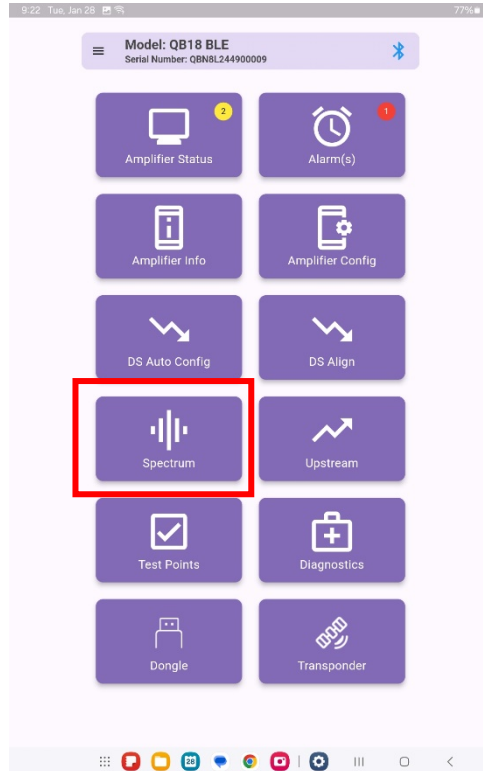 9:22 Tue, Jan 28
77%
Model: QB18 BLE
Serial Number: QBN8L244900009
2
Amplifier Status
1
Alarm(s)
Amplifier Info
Amplifier Config
DS Auto Config
DS Align
Spectrum
Upstream
Test Points
Diagnostics
Dongle
Transponder
28